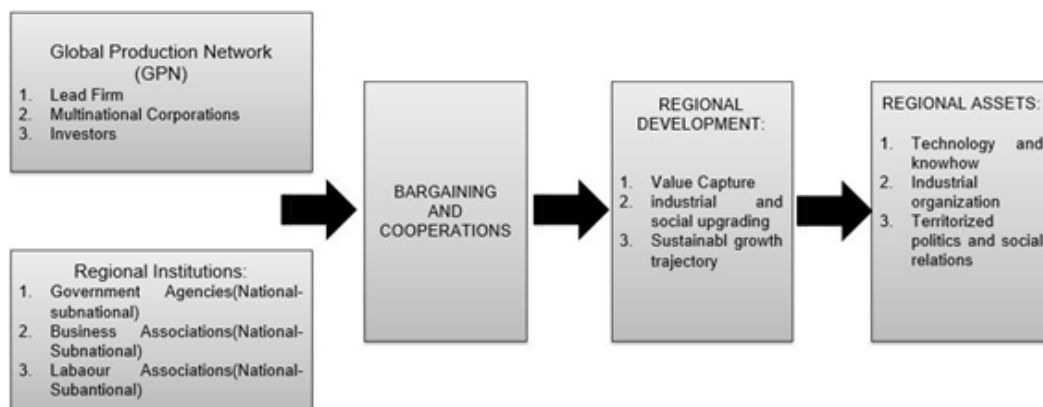 Global Production Network
(GPN)
1. Lead Firm
2. Multinational Corporations
3. Investors
Regional Institutions:
1. Government Agencies(National-
subnational)
2. Business Associations(National-
Subnational)
3. Labaour Associations(National-
Subantional)
BARGAINING
AND
COOPERATIONS
REGIONAL
DEVELOPMENT:
1. Value Capture
2. industrial and
social upgrading
3. Sustainabl growth
trajectory
REGIONAL ASSETS:
1. Technology and
knowhow
2. Industrial
organization
3. Territorized
politics and social
relations